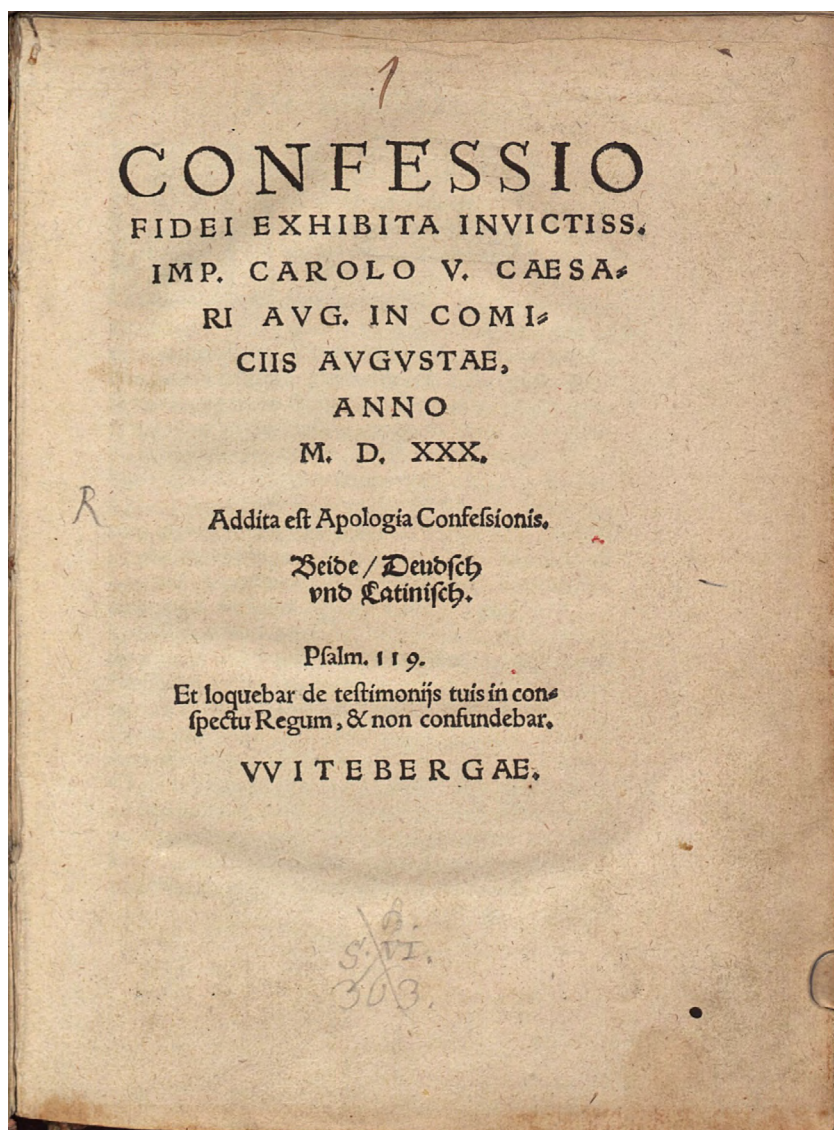 1
CONFESSIO
FIDEI EXHIBITA INVICTISS.
IMP. CAROLO V. CAESA⸗
RI AVG. IN COMI⸗
CIIS AVGVSTAE,
ANNO
M. D. XXX.
R
Addita eſt Apologia Confeſsionis.
Beide / Deudſch
vnd Latiniſch.
Pſalm. 119.
Et loquebar de teſtimonijs tuis in con⸗
ſpectu Regum, & non confundebar.
VVITEBERGAE.
S. VI.
303.